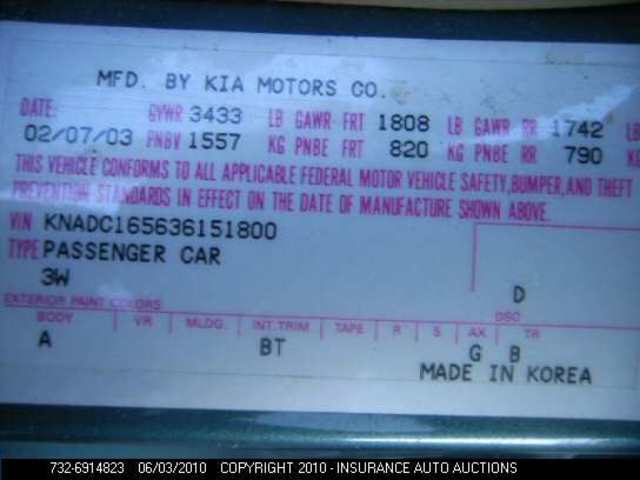 MFD. BY KIA MOTORS CO.
DATE: GVWR 3433 LB GAWR FRT 1808 LB GAWR RR 1742 LB
02/07/03 PNBV 1557 KG PNBE FRT 820 KG PNBE RR 790
THIS VEHICLE CONFORMS TO ALL APPLICABLE FEDERAL MOTOR VEHICLE SAFETY,BUMPER,AND THEFT
PREVENTION STANDARDS IN EFFECT ON THE DATE OF MANUFACTURE SHOWN ABOVE.
VIN KNADC165636151800
TYPE PASSENGER CAR
3W D
EXTERIOR PAINT COLORS DSO
BODY VR MLDG. INT.TRIM TAPE R S AX TR
A BT G B
MADE IN KOREA
732-6914823 06/03/2010 COPYRIGHT 2010 - INSURANCE AUTO AUCTIONS